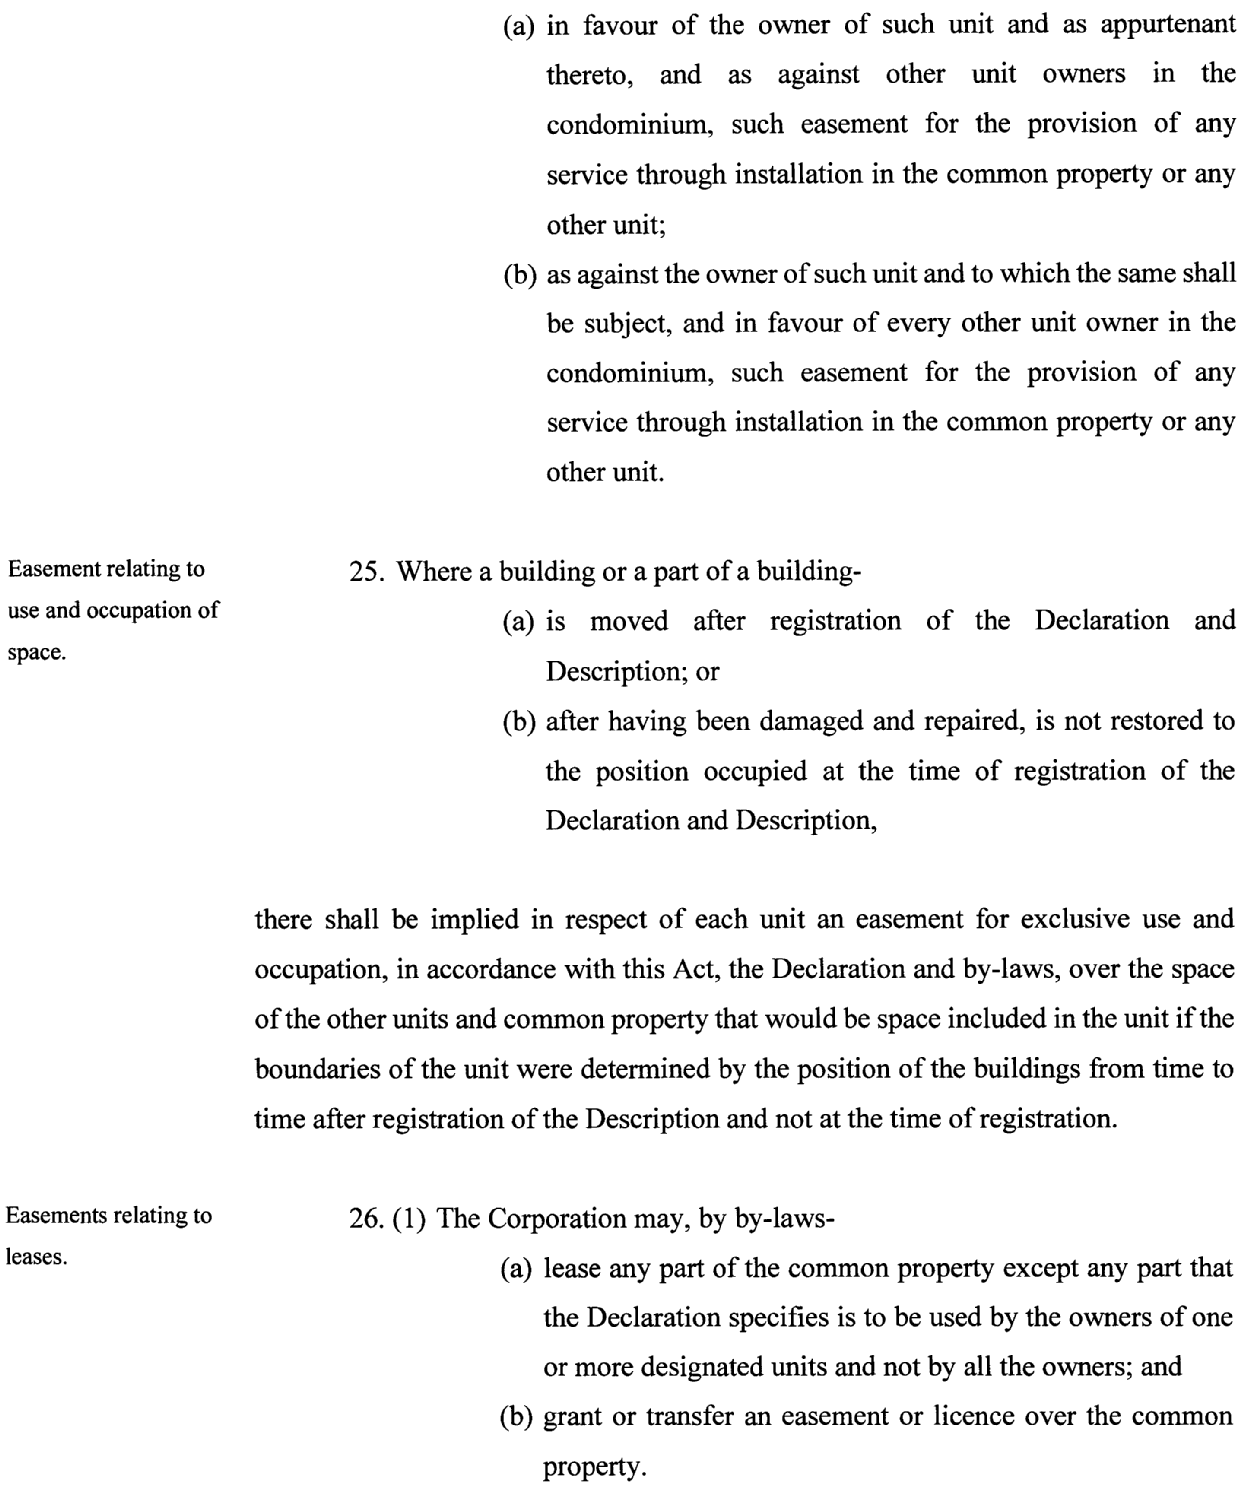 (a) in favour of the owner of such unit and as appurtenant
thereto, and as against other unit owners in the
condominium, such easement for the provision of any
service through installation in the common property or any
other unit;
(b) as against the owner of such unit and to which the same shall
be subject, and in favour of every other unit owner in the
condominium, such easement for the provision of any
service through installation in the common property or any
other unit.
Easement relating to
use and occupation of
space.
25. Where a building or a part of a building-
(a) is moved after registration of the Declaration and
Description; or
(b) after having been damaged and repaired, is not restored to
the position occupied at the time of registration of the
Declaration and Description,
there shall be implied in respect of each unit an easement for exclusive use and
occupation, in accordance with this Act, the Declaration and by-laws, over the space
of the other units and common property that would be space included in the unit if the
boundaries of the unit were determined by the position of the buildings from time to
time after registration of the Description and not at the time of registration.
Easements relating to
leases.
26. (1) The Corporation may, by by-laws-
(a) lease any part of the common property except any part that
the Declaration specifies is to be used by the owners of one
or more designated units and not by all the owners; and
(b) grant or transfer an easement or licence over the common
property.